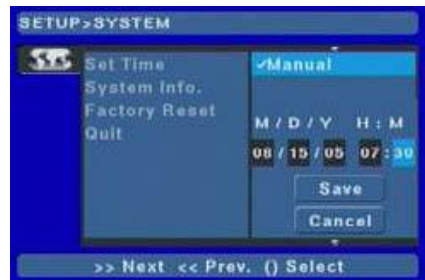 SETUP>SYSTEM
Set Time
System Info.
Factory Reset
Quit
✓Manual
M / D / Y H : M
08 / 15 / 05 07 : 30
Save
Cancel
>> Next << Prev. () Select